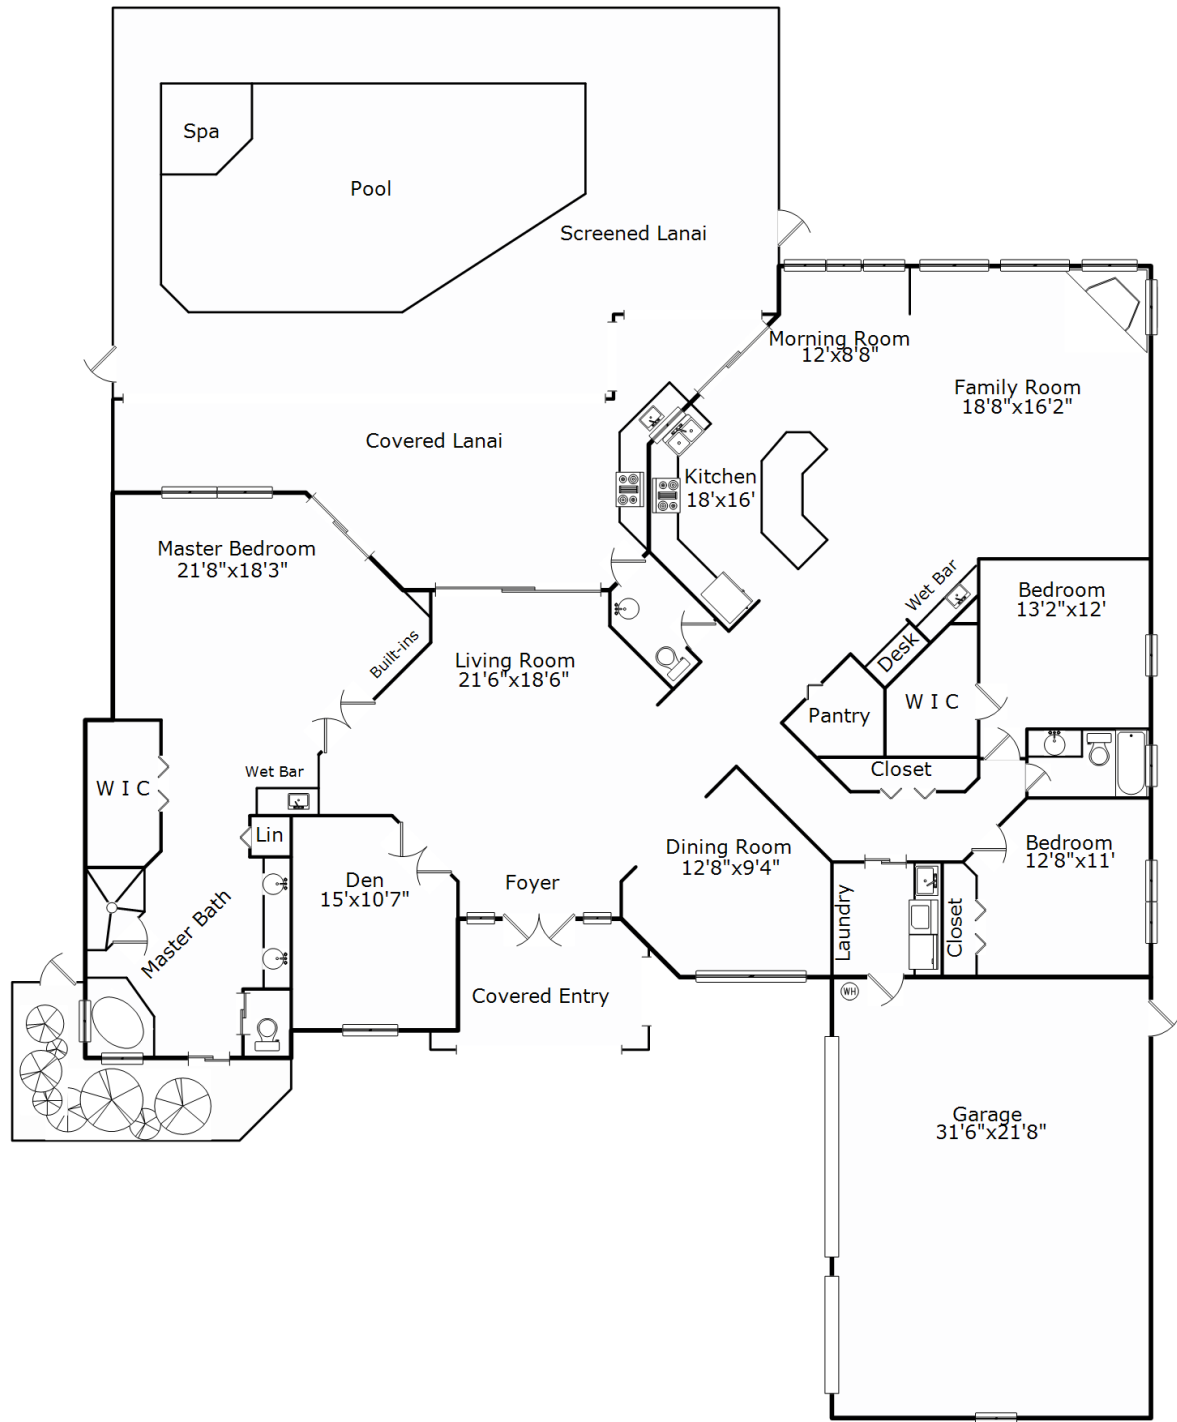 Spa
Pool
Screened Lanai
Morning Room
12'x8'8"
Family Room
18'8"x16'2"
Covered Lanai
Kitchen
18'x16'
Master Bedroom
21'8"x18'3"
Wet Bar
Bedroom
13'2"x12'
Built-ins
Desk
Living Room
21'6"x18'6"
W I C
Pantry
Wet Bar
Closet
W I C
Lin
Dining Room
12'8"x9'4"
Bedroom
12'8"x11'
Den
15'x10'7"
Foyer
Laundry
Closet
Master Bath
WH
Covered Entry
Garage
31'6"x21'8"